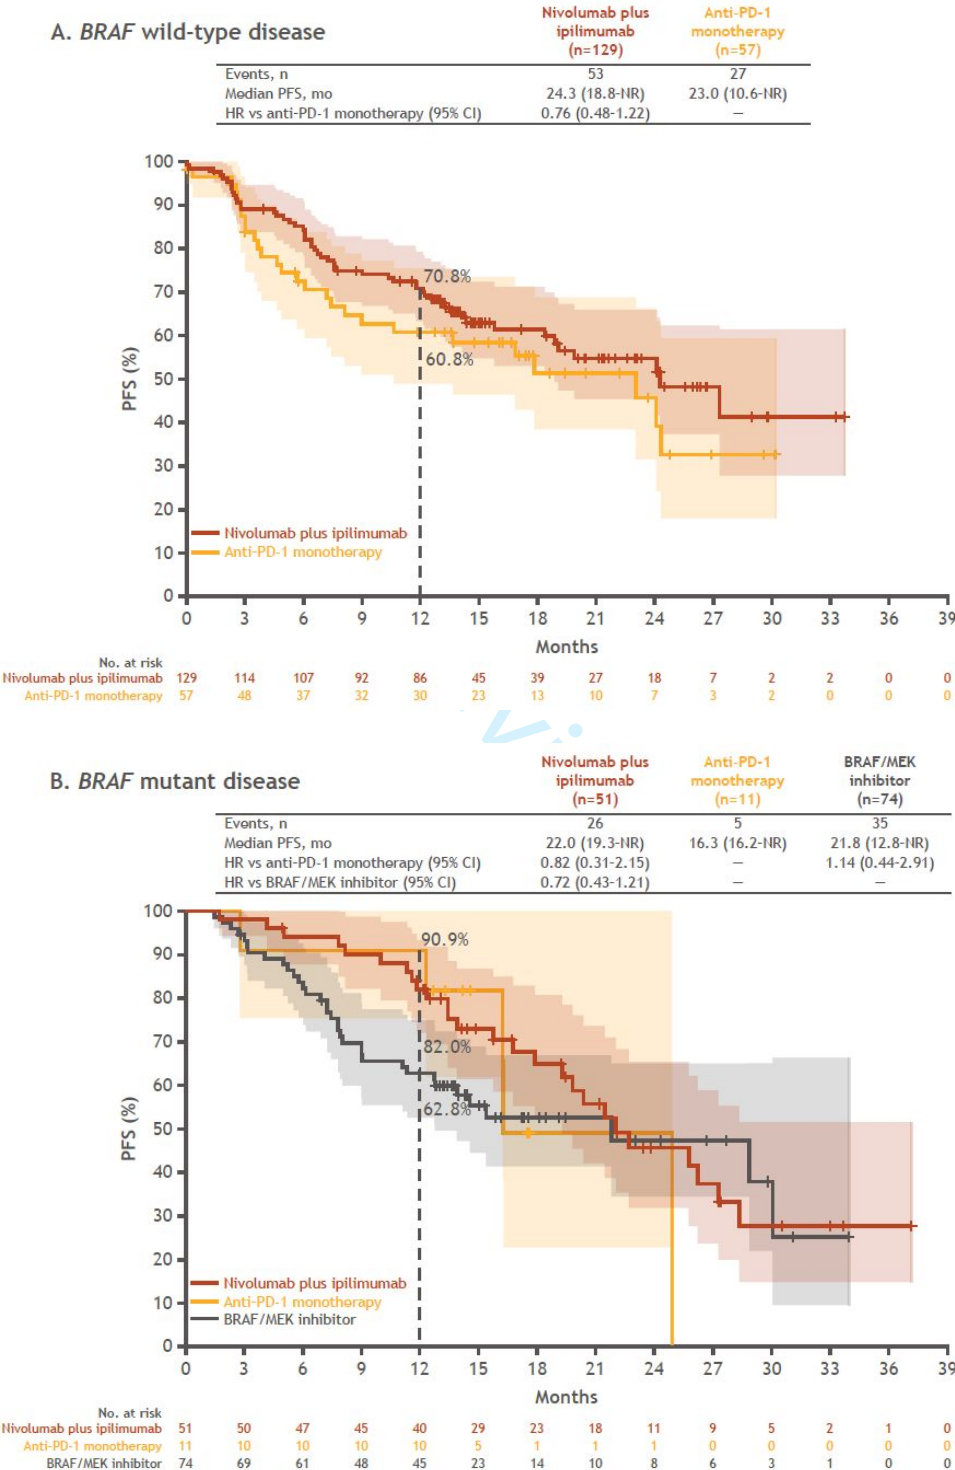 A. BRAF wild-type disease
Nivolumab plus ipilimumab (n=129)
Anti-PD-1 monotherapy (n=57)
Events, n 53 27
Median PFS, mo 24.3 (18.8-NR) 23.0 (10.6-NR)
HR vs anti-PD-1 monotherapy (95% CI) 0.76 (0.48-1.22) —
PFS (%)
100
90
80
70
60
50
40
30
20
10
0
70.8%
60.8%
Nivolumab plus ipilimumab
Anti-PD-1 monotherapy
0 3 6 9 12 15 18 21 24 27 30 33 36 39
Months
No. at risk
Nivolumab plus ipilimumab 129 114 107 92 86 45 39 27 18 7 2 2 0 0
Anti-PD-1 monotherapy 57 48 37 32 30 23 13 10 7 3 2 0 0 0
B. BRAF mutant disease
Nivolumab plus ipilimumab (n=51)
Anti-PD-1 monotherapy (n=11)
BRAF/MEK inhibitor (n=74)
Events, n 26 5 35
Median PFS, mo 22.0 (19.3-NR) 16.3 (16.2-NR) 21.8 (12.8-NR)
HR vs anti-PD-1 monotherapy (95% CI) 0.82 (0.31-2.15) — 1.14 (0.44-2.91)
HR vs BRAF/MEK inhibitor (95% CI) 0.72 (0.43-1.21) — —
PFS (%)
100
90
80
70
60
50
40
30
20
10
0
90.9%
82.0%
62.8%
Nivolumab plus ipilimumab
Anti-PD-1 monotherapy
BRAF/MEK inhibitor
0 3 6 9 12 15 18 21 24 27 30 33 36 39
Months
No. at risk
Nivolumab plus ipilimumab 51 50 47 45 40 29 23 18 11 9 5 2 1 0
Anti-PD-1 monotherapy 11 10 10 10 10 5 1 1 1 0 0 0 0 0
BRAF/MEK inhibitor 74 69 61 48 45 23 14 10 8 6 3 1 0 0